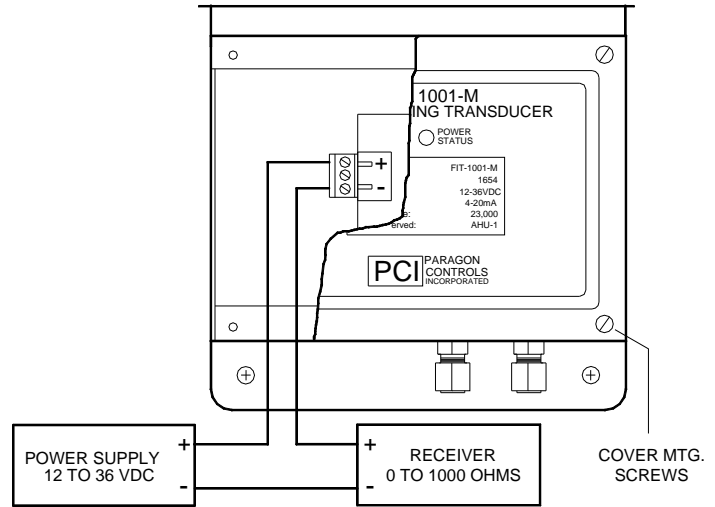 1001-M
ING TRANSDUCER
POWER
STATUS
+
-
FIT-1001-M
1654
12-36VDC
4-20mA
e: 23,000
erved: AHU-1
PCI
PARAGON
CONTROLS
INCORPORATED
POWER SUPPLY
12 TO 36 VDC
+
-
+
-
RECEIVER
0 TO 1000 OHMS
COVER MTG.
SCREWS